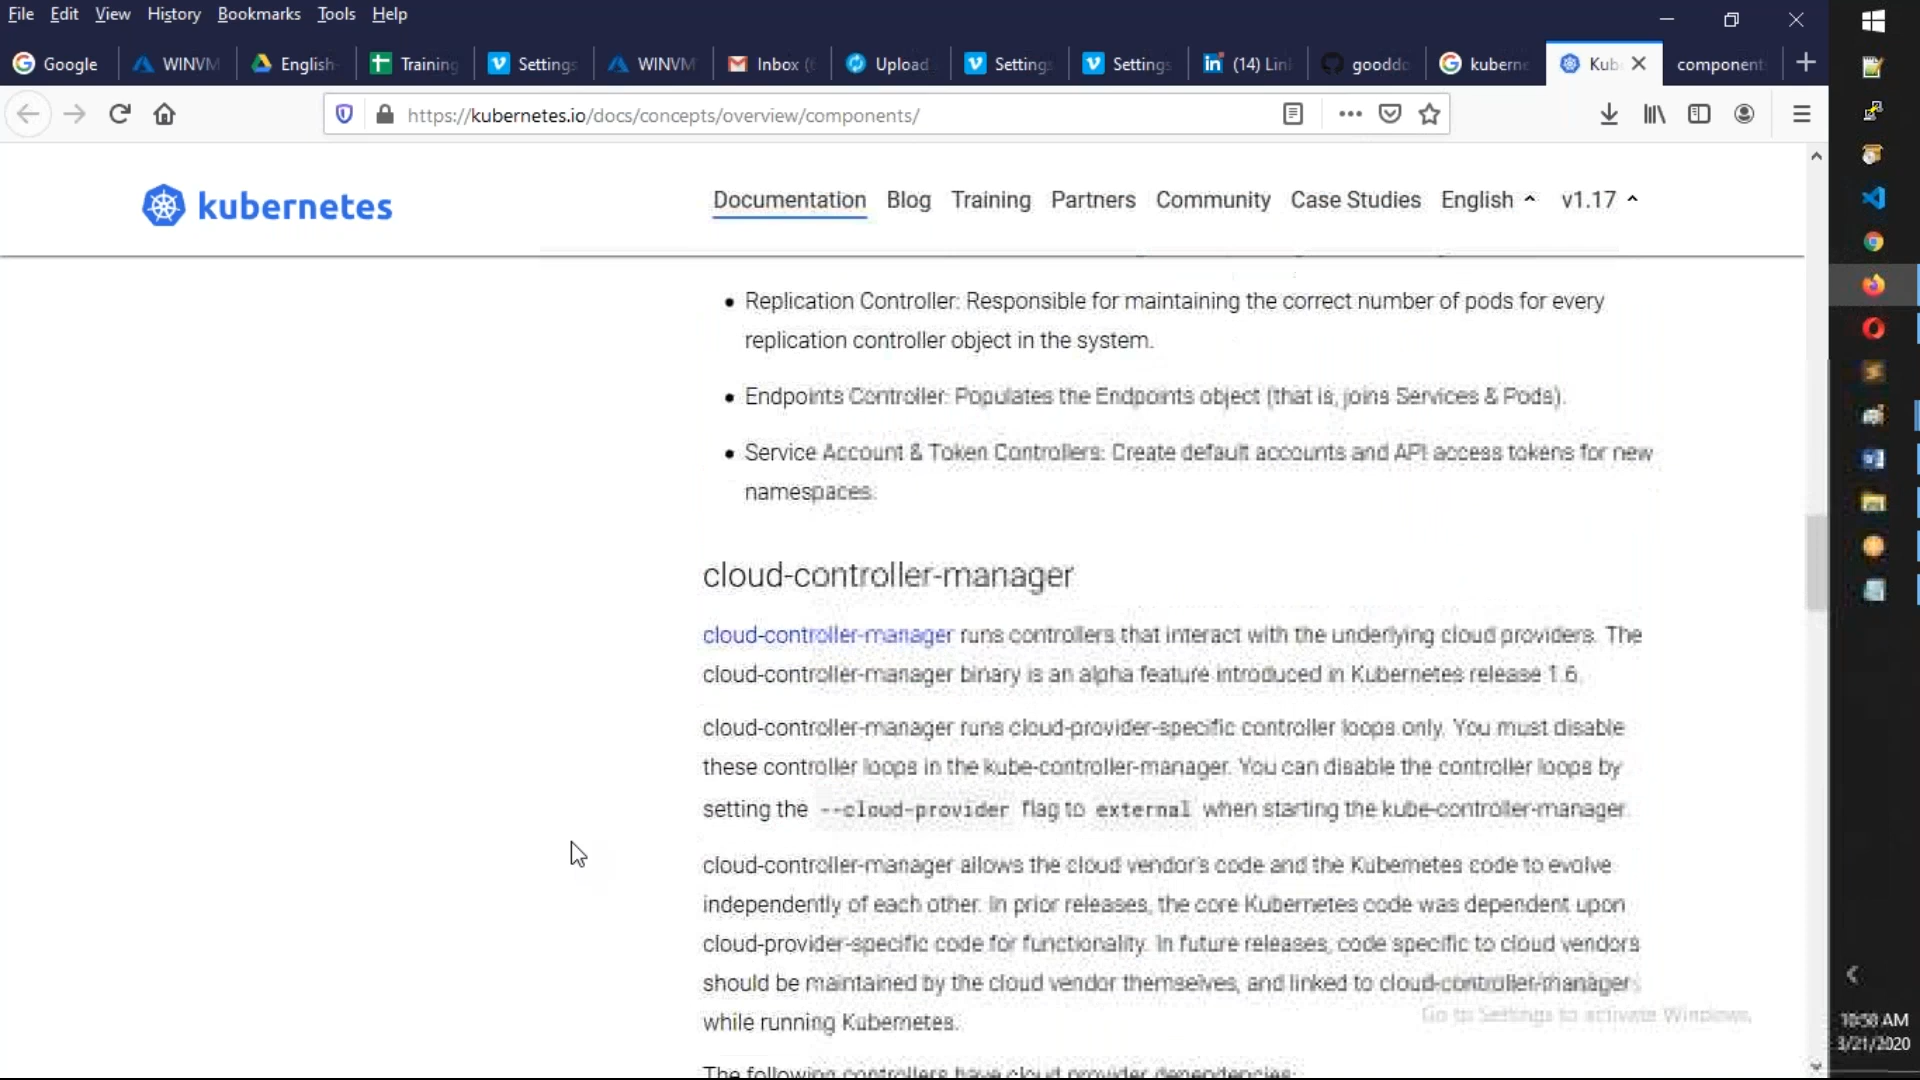 File Edit View History Bookmarks Tools Help
Google WINVM English Training Settings WINVM Inbox ( Upload Setting Settings (14) Lin gooddo kuberne Kub component
https://kubernetes.io/docs/concepts/overview/components/
kubernetes Documentation Blog Training Partners Community Case Studies English v1.17
Replication Controller: Responsible for maintaining the correct number of pods for every
replication controller object in the system.
Endpoints Controller: Populates the Endpoints object (that is, joins Services & Pods).
Service Account & Token Controllers: Create default accounts and API access tokens for new
namespaces.
cloud-controller-manager
cloud-controller-manager runs controllers that interact with the underlying cloud providers. The
cloud-controller-manager binary is an alpha feature introduced in Kubernetes release 1.6.
cloud-controller-manager runs cloud-provider-specific controller loops only. You must disable
these controller loops in the kube-controller-manager. You can disable the controller loops by
setting the --cloud-provider flag to external when starting the kube-controller-manager.
cloud-controller-manager allows the cloud vendor's code and the Kubernetes code to evolve
independently of each other. In prior releases, the core Kubernetes code was dependent upon
cloud-provider-specific code for functionality. In future releases, code specific to cloud vendors
should be maintained by the cloud vendor themselves, and linked to cloud-controller-manager
while running Kubernetes.
Go to Settings to activate Windows.
The following controllers have cloud provider dependencies:
10:58 AM
3/21/2020